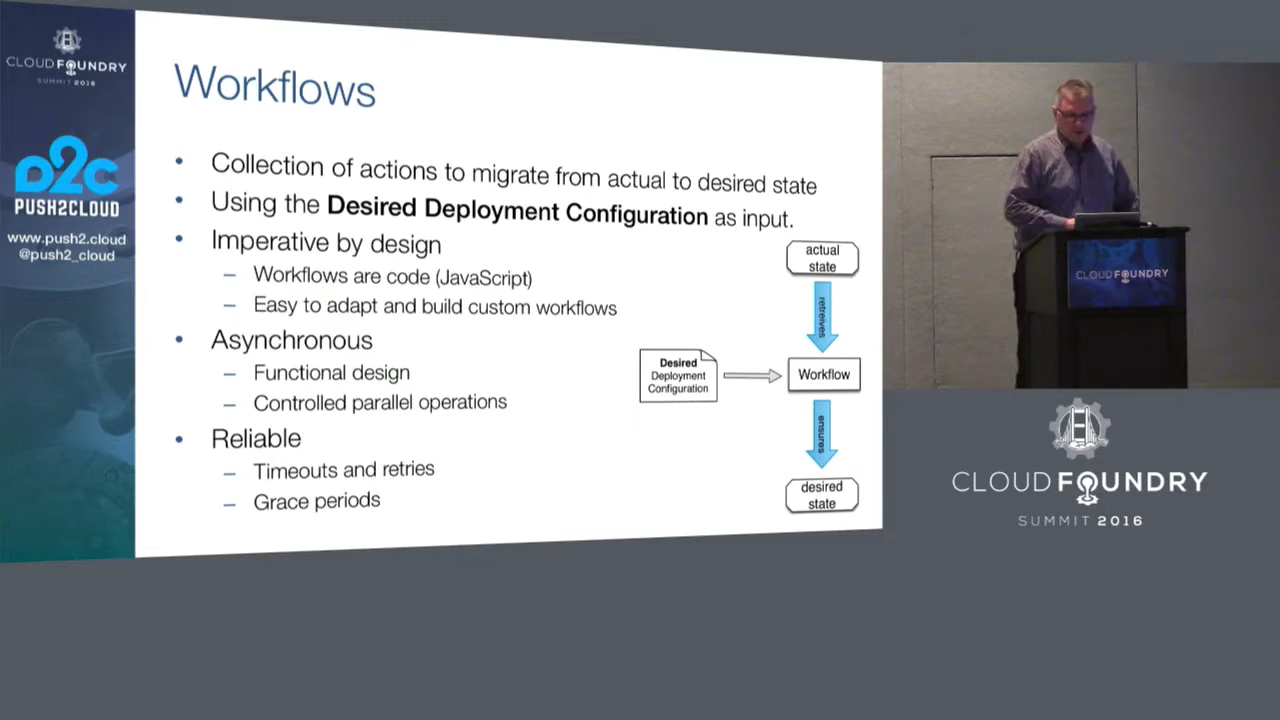 CLOUD FOUNDRY
SUMMIT 2016
PUSH2CLOUD
www.push2.cloud
@push2_cloud
Workflows
• Collection of actions to migrate from actual to desired state
• Using the Desired Deployment Configuration as input.
• Imperative by design
– Workflows are code (JavaScript)
– Easy to adapt and build custom workflows
• Asynchronous
– Functional design
– Controlled parallel operations
• Reliable
– Timeouts and retries
– Grace periods
actual
state
retreives
Desired
Deployment
Configuration
Workflow
ensures
desired
state
CLOUD FOUNDRY
CLOUD FOUNDRY
SUMMIT 2016